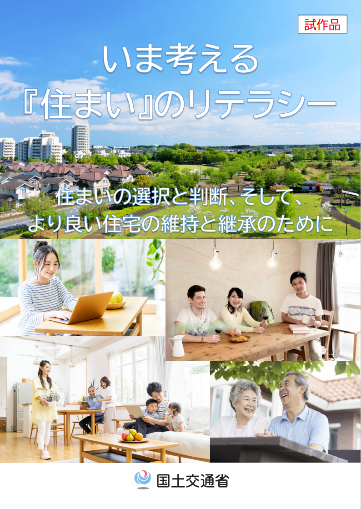 試作品
いま考える
『住まい』のリテラシー
住まいの選択と判断、そして、
より良い住宅の維持と継承のために
国土交通省